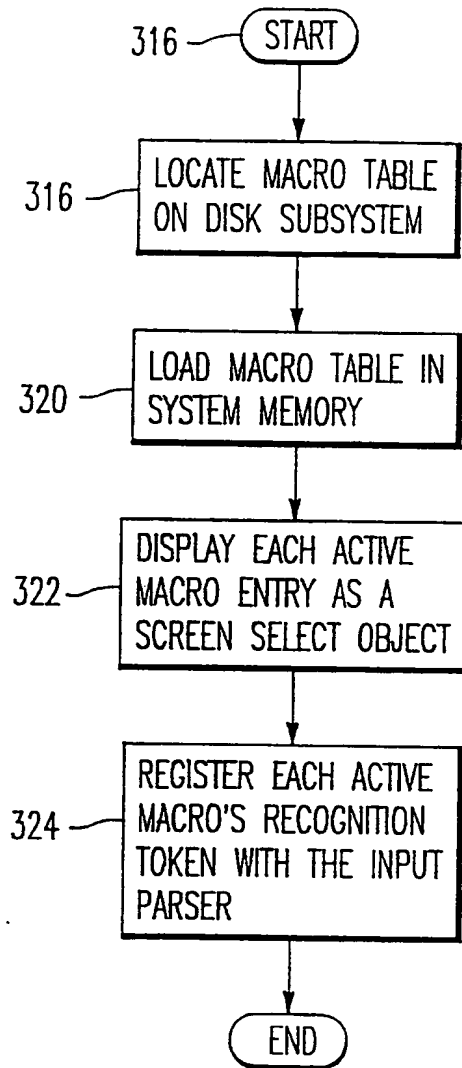 316 START
316 LOCATE MACRO TABLE
ON DISK SUBSYSTEM
320 LOAD MACRO TABLE IN
SYSTEM MEMORY
322 DISPLAY EACH ACTIVE
MACRO ENTRY AS A
SCREEN SELECT OBJECT
324 REGISTER EACH ACTIVE
MACRO'S RECOGNITION
TOKEN WITH THE INPUT
PARSER
END